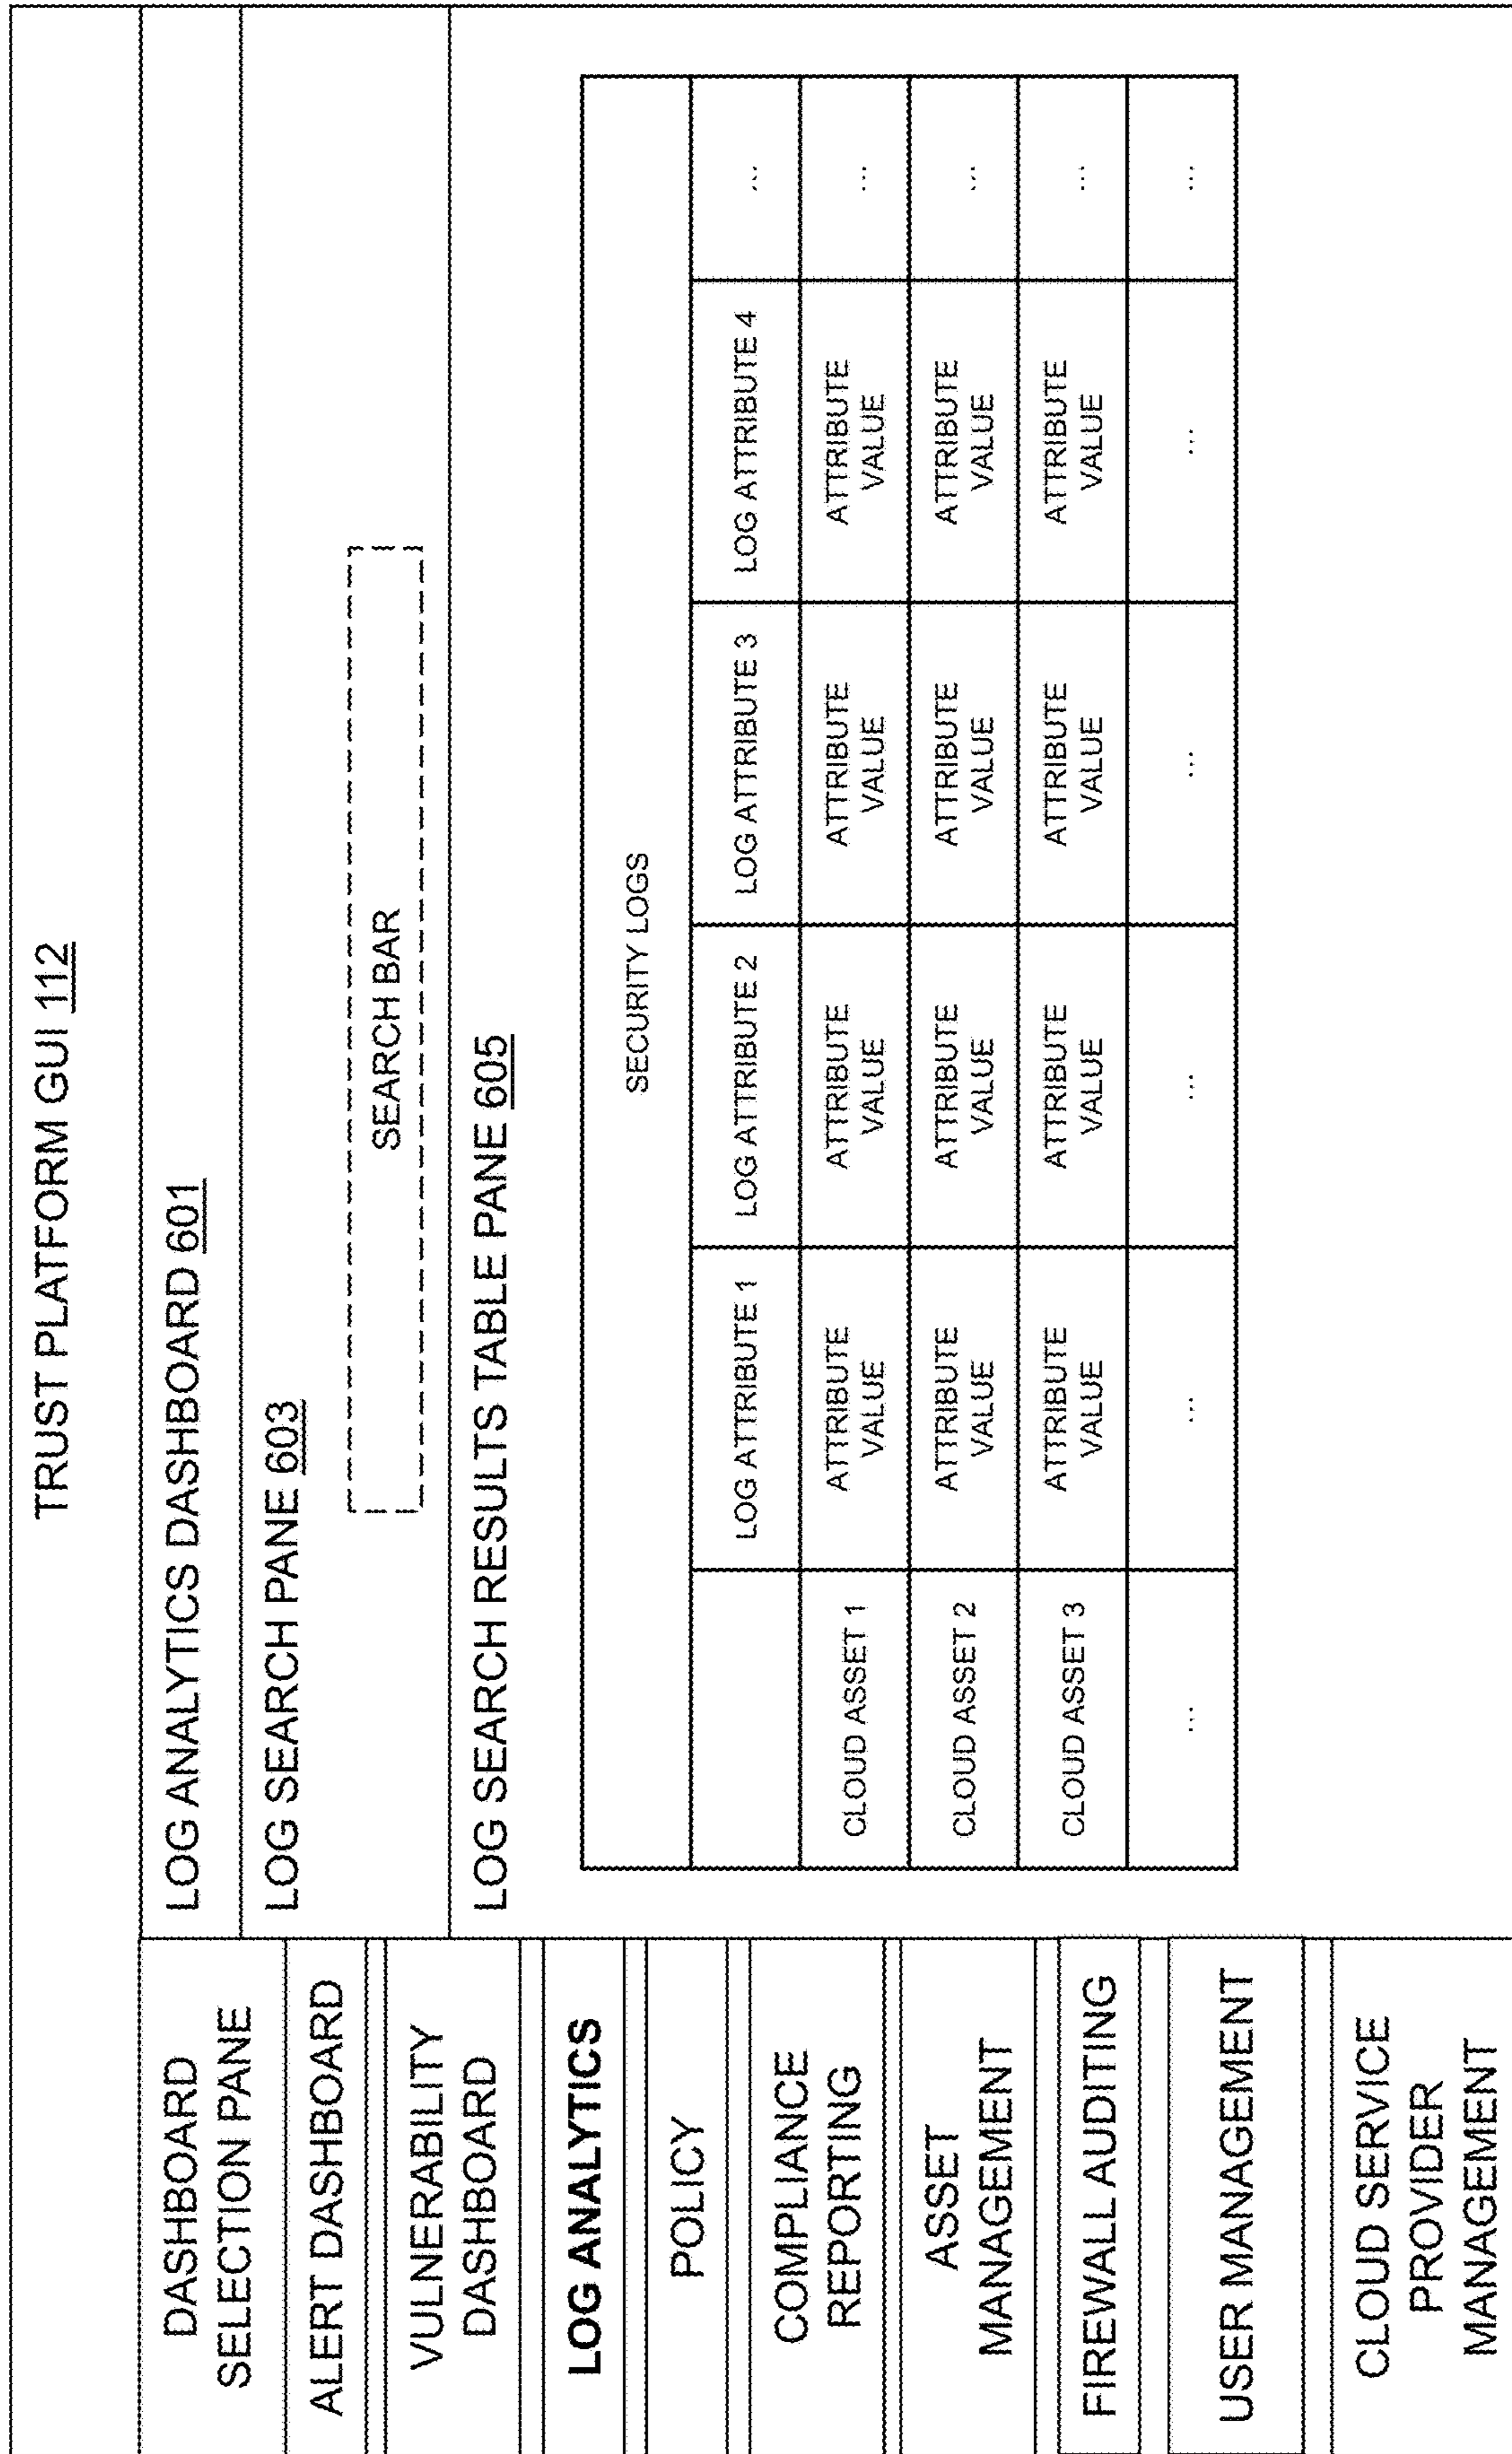 TRUST PLATFORM GUI 112
DASHBOARD
SELECTION PANE
ALERT DASHBOARD
VULNERABILITY
DASHBOARD
LOG ANALYTICS
POLICY
COMPLIANCE
REPORTING
ASSET
MANAGEMENT
FIREWALL AUDITING
USER MANAGEMENT
CLOUD SERVICE
PROVIDER
MANAGEMENT
LOG ANALYTICS DASHBOARD 601
LOG SEARCH PANE 603
SEARCH BAR
LOG SEARCH RESULTS TABLE PANE 605
SECURITY LOGS
LOG ATTRIBUTE 1 LOG ATTRIBUTE 2 LOG ATTRIBUTE 3 LOG ATTRIBUTE 4 ...
CLOUD ASSET 1 ATTRIBUTE VALUE ATTRIBUTE VALUE ATTRIBUTE VALUE ATTRIBUTE VALUE ...
CLOUD ASSET 2 ATTRIBUTE VALUE ATTRIBUTE VALUE ATTRIBUTE VALUE ATTRIBUTE VALUE ...
CLOUD ASSET 3 ATTRIBUTE VALUE ATTRIBUTE VALUE ATTRIBUTE VALUE ATTRIBUTE VALUE ...
... ... ... ... ... ...